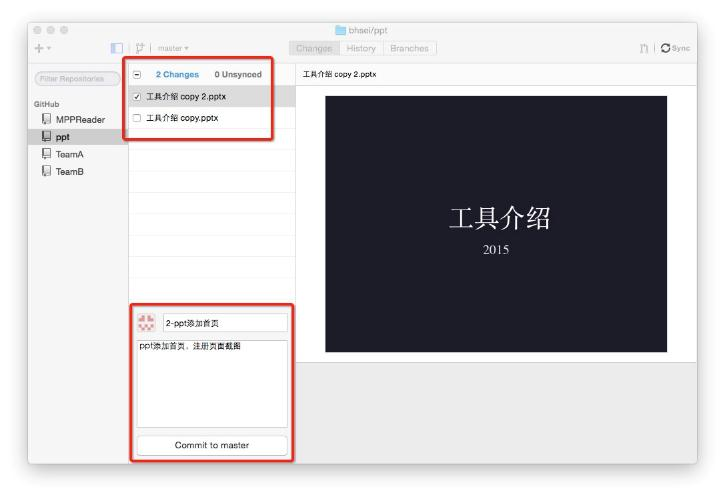 bhsei/ppt
master
Changes History Branches
Sync
Filter Repositories
GitHub
MPPReader
ppt
TeamA
TeamB
2 Changes 0 Unsynced
工具介绍 copy 2.pptx
工具介绍 copy.pptx
工具介绍 copy 2.pptx
工具介绍
2015
2-ppt添加首页
ppt添加首页，注册页面截图
Commit to master